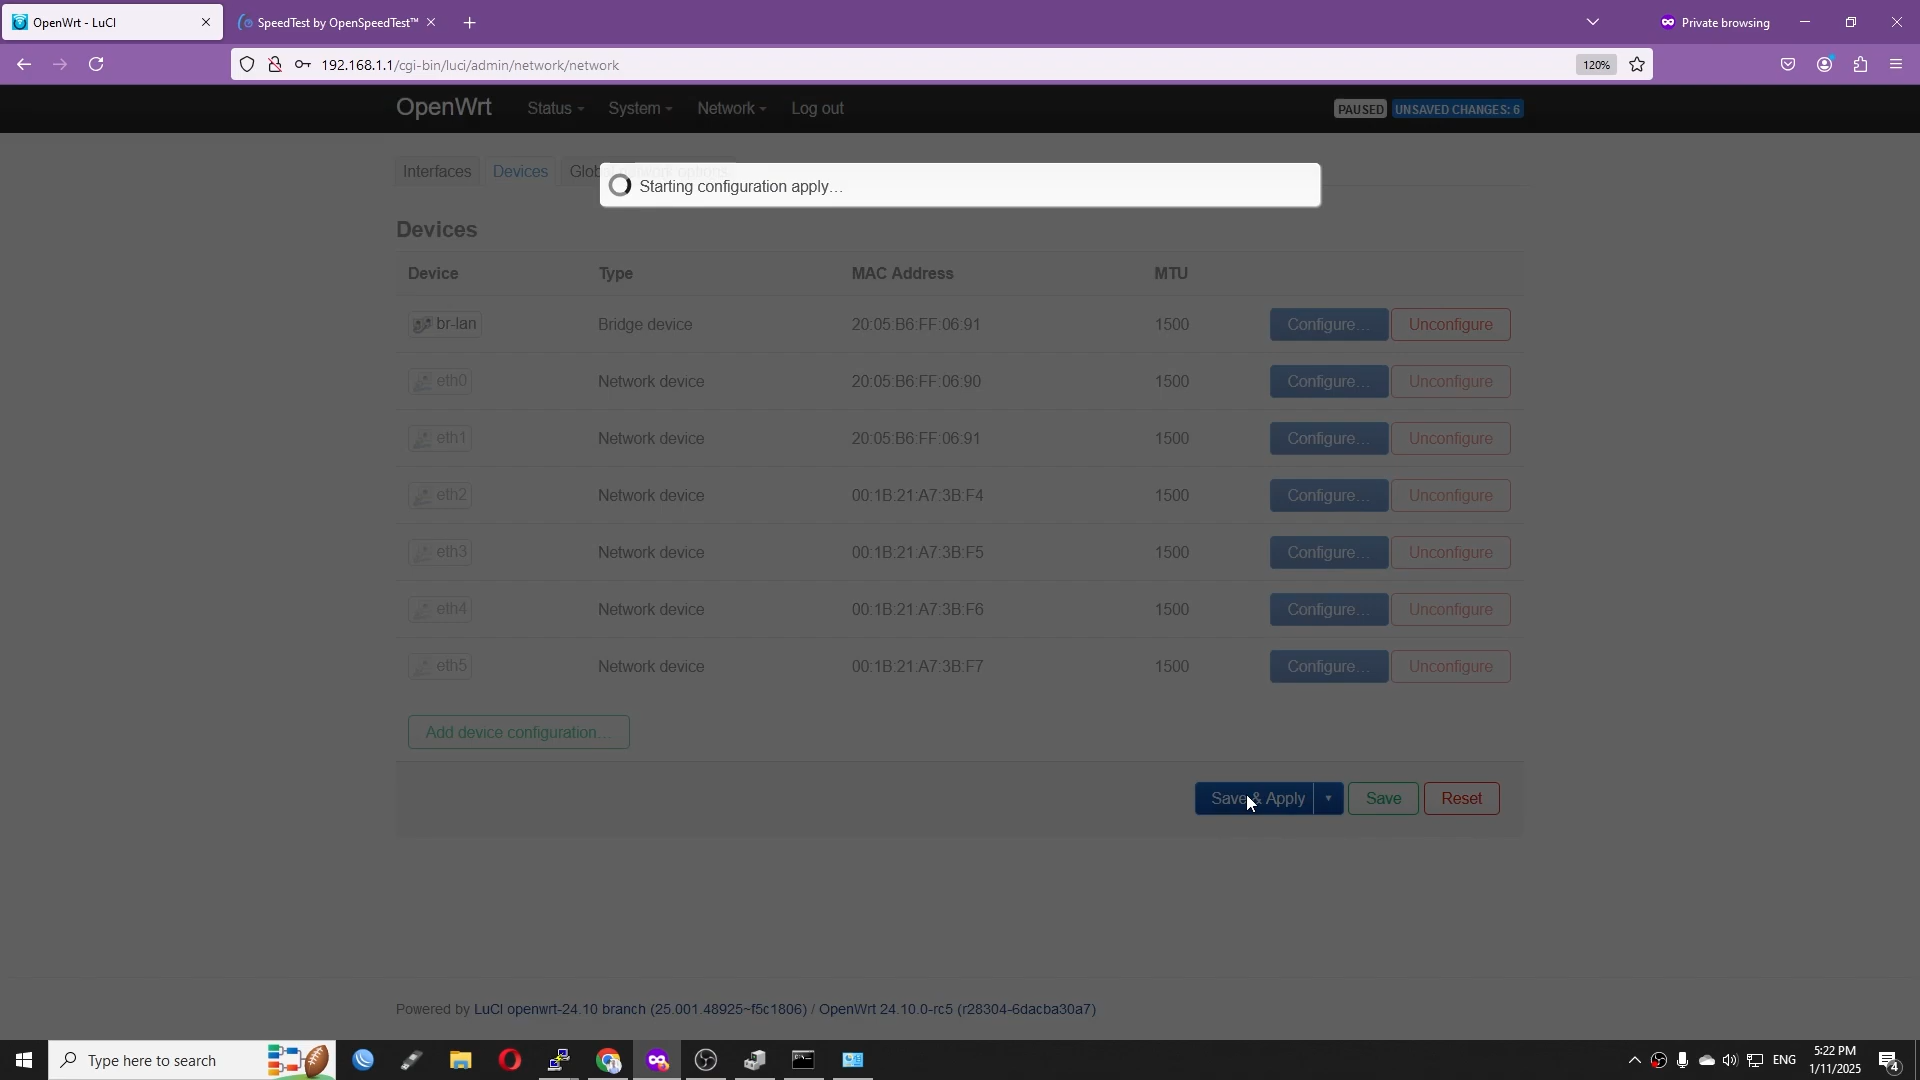 OpenWrt - LuCI
SpeedTest by OpenSpeedTest™
Private browsing
192.168.1.1/cgi-bin/luci/admin/network/network
120%
OpenWrt
Status
System
Network
Log out
PAUSED
UNSAVED CHANGES: 6
Interfaces
Devices
Starting configuration apply…
Devices
Device Type MAC Address MTU
br-lan Bridge device 20:05:B6:FF:06:91 1500 Configure… Unconfigure
eth0 Network device 20:05:B6:FF:06:90 1500 Configure… Unconfigure
eth1 Network device 20:05:B6:FF:06:91 1500 Configure… Unconfigure
eth2 Network device 00:1B:21:A7:3B:F4 1500 Configure… Unconfigure
eth3 Network device 00:1B:21:A7:3B:F5 1500 Configure… Unconfigure
eth4 Network device 00:1B:21:A7:3B:F6 1500 Configure… Unconfigure
eth5 Network device 00:1B:21:A7:3B:F7 1500 Configure… Unconfigure
Add device configuration…
Save & Apply
Save
Reset
Powered by LuCI openwrt-24.10 branch (25.001.48925~f5c1806) / OpenWrt 24.10.0-rc5 (r28304-6dacba30a7)
Type here to search
ENG
5:22 PM
1/11/2025
4